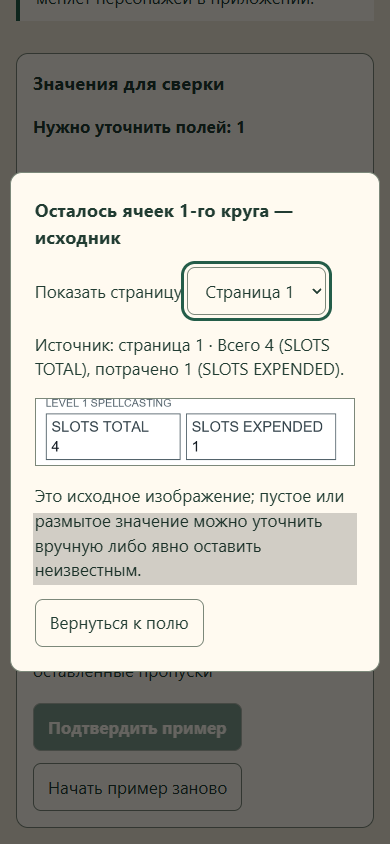 меняет персонажей в приложении.
Значения для сверки
Нужно уточнить полей: 1
Осталось ячеек 1-го круга —
исходник
Показать страницу Страница 1
Источник: страница 1 · Всего 4 (SLOTS
TOTAL), потрачено 1 (SLOTS EXPENDED).
LEVEL 1 SPELLCASTING
SLOTS TOTAL SLOTS EXPENDED
4 1
Это исходное изображение; пустое или
размытое значение можно уточнить
вручную либо явно оставить
неизвестным.
Вернуться к полю
оставленные пропуски
Подтвердить пример
Начать пример заново